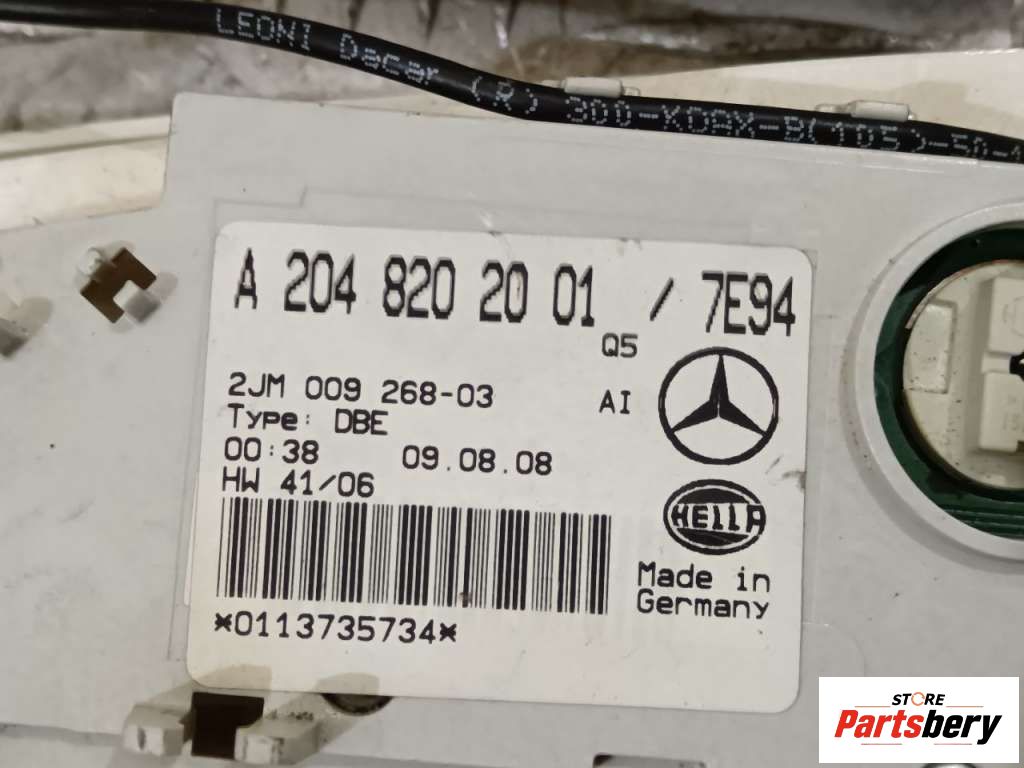 LEONI Dacar (R) 300-KOAX-B(105)-50-
A 204 820 20 01 / 7E94
Q5
2JM 009 268-03 AI
Type: DBE
00:38 09.08.08
HW 41/06
HELLA
Made in
Germany
*0113735734*
STORE
Partsbery